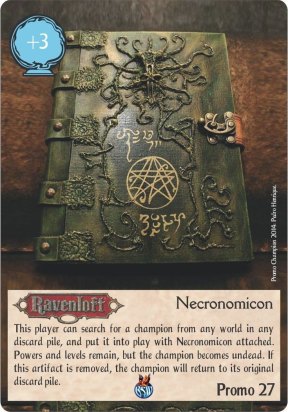 +3
Promo Champion 2014: Pedro Henrique.
Ravenloft
Necronomicon
This player can search for a champion from any world in any
discard pile, and put it into play with Necronomicon attached.
Powers and levels remain, but the champion becomes undead. If
this artifact is removed, the champion will return to its original
discard pile.
Promo 27